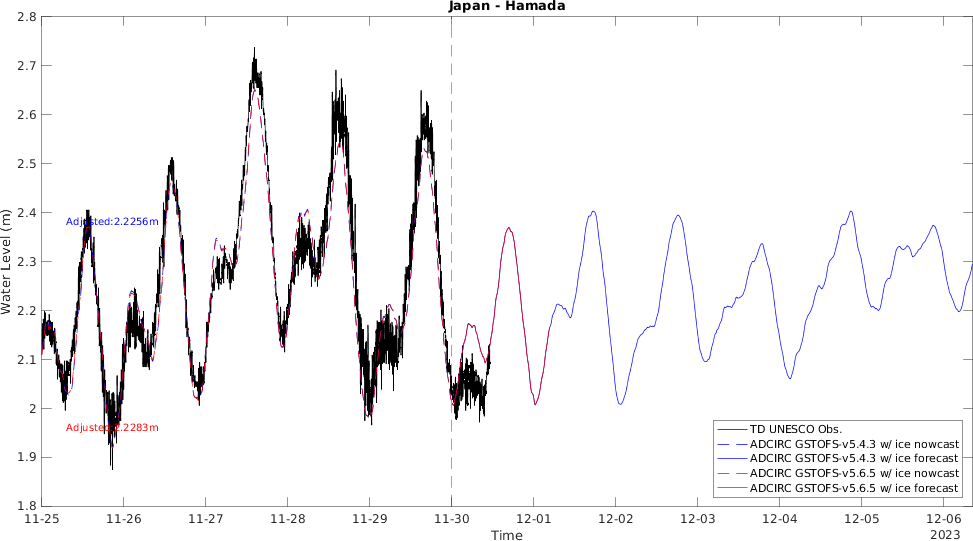 Japan - Hamada
2.8
2.7
2.6
2.5
2.4
2.3
2.2
2.1
2
1.9
1.8
Water Level (m)
Adjusted:2.2256m
Adjusted:2.2283m
TD UNESCO Obs.
ADCIRC GSTOFS-v5.4.3 w/ ice nowcast
ADCIRC GSTOFS-v5.4.3 w/ ice forecast
ADCIRC GSTOFS-v5.6.5 w/ ice nowcast
ADCIRC GSTOFS-v5.6.5 w/ ice forecast
11-25 11-26 11-27 11-28 11-29 11-30 12-01 12-02 12-03 12-04 12-05 12-06
Time
2023